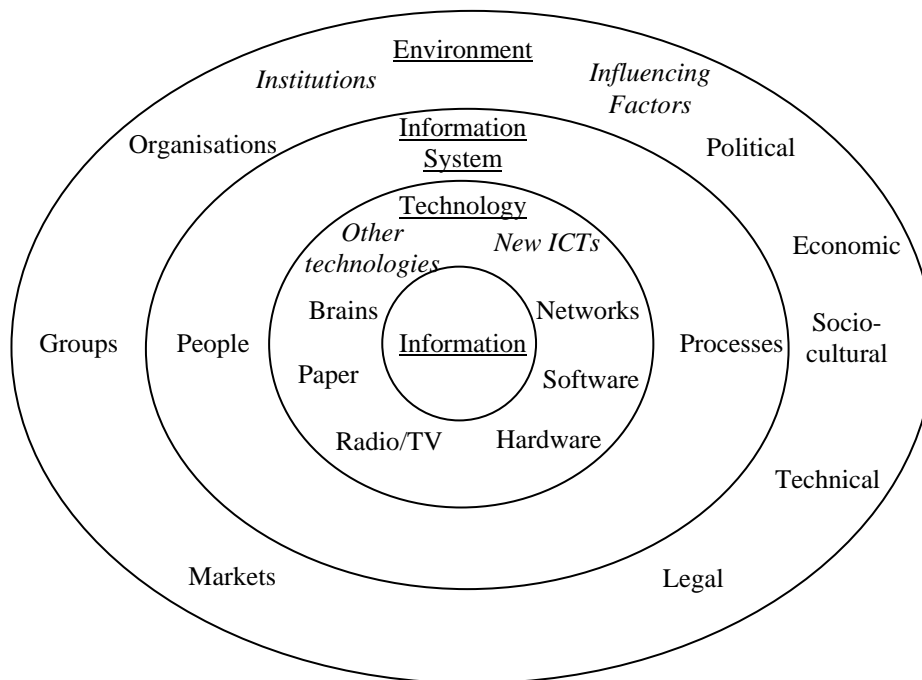 Environment
Institutions
Influencing
Factors
Organisations
Political
Information
System
Technology
Other
technologies
New ICTs
Economic
Brains
Networks
Groups
People
Information
Processes
Socio-
cultural
Paper
Software
Radio/TV
Hardware
Technical
Markets
Legal